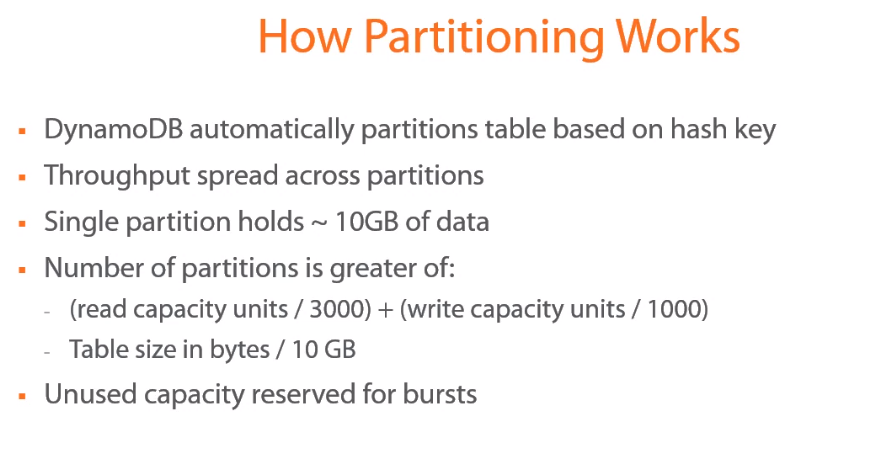 How Partitioning Works
▪ DynamoDB automatically partitions table based on hash key
▪ Throughput spread across partitions
▪ Single partition holds ~ 10GB of data
▪ Number of partitions is greater of:
- (read capacity units / 3000) + (write capacity units / 1000)
- Table size in bytes / 10 GB
▪ Unused capacity reserved for bursts